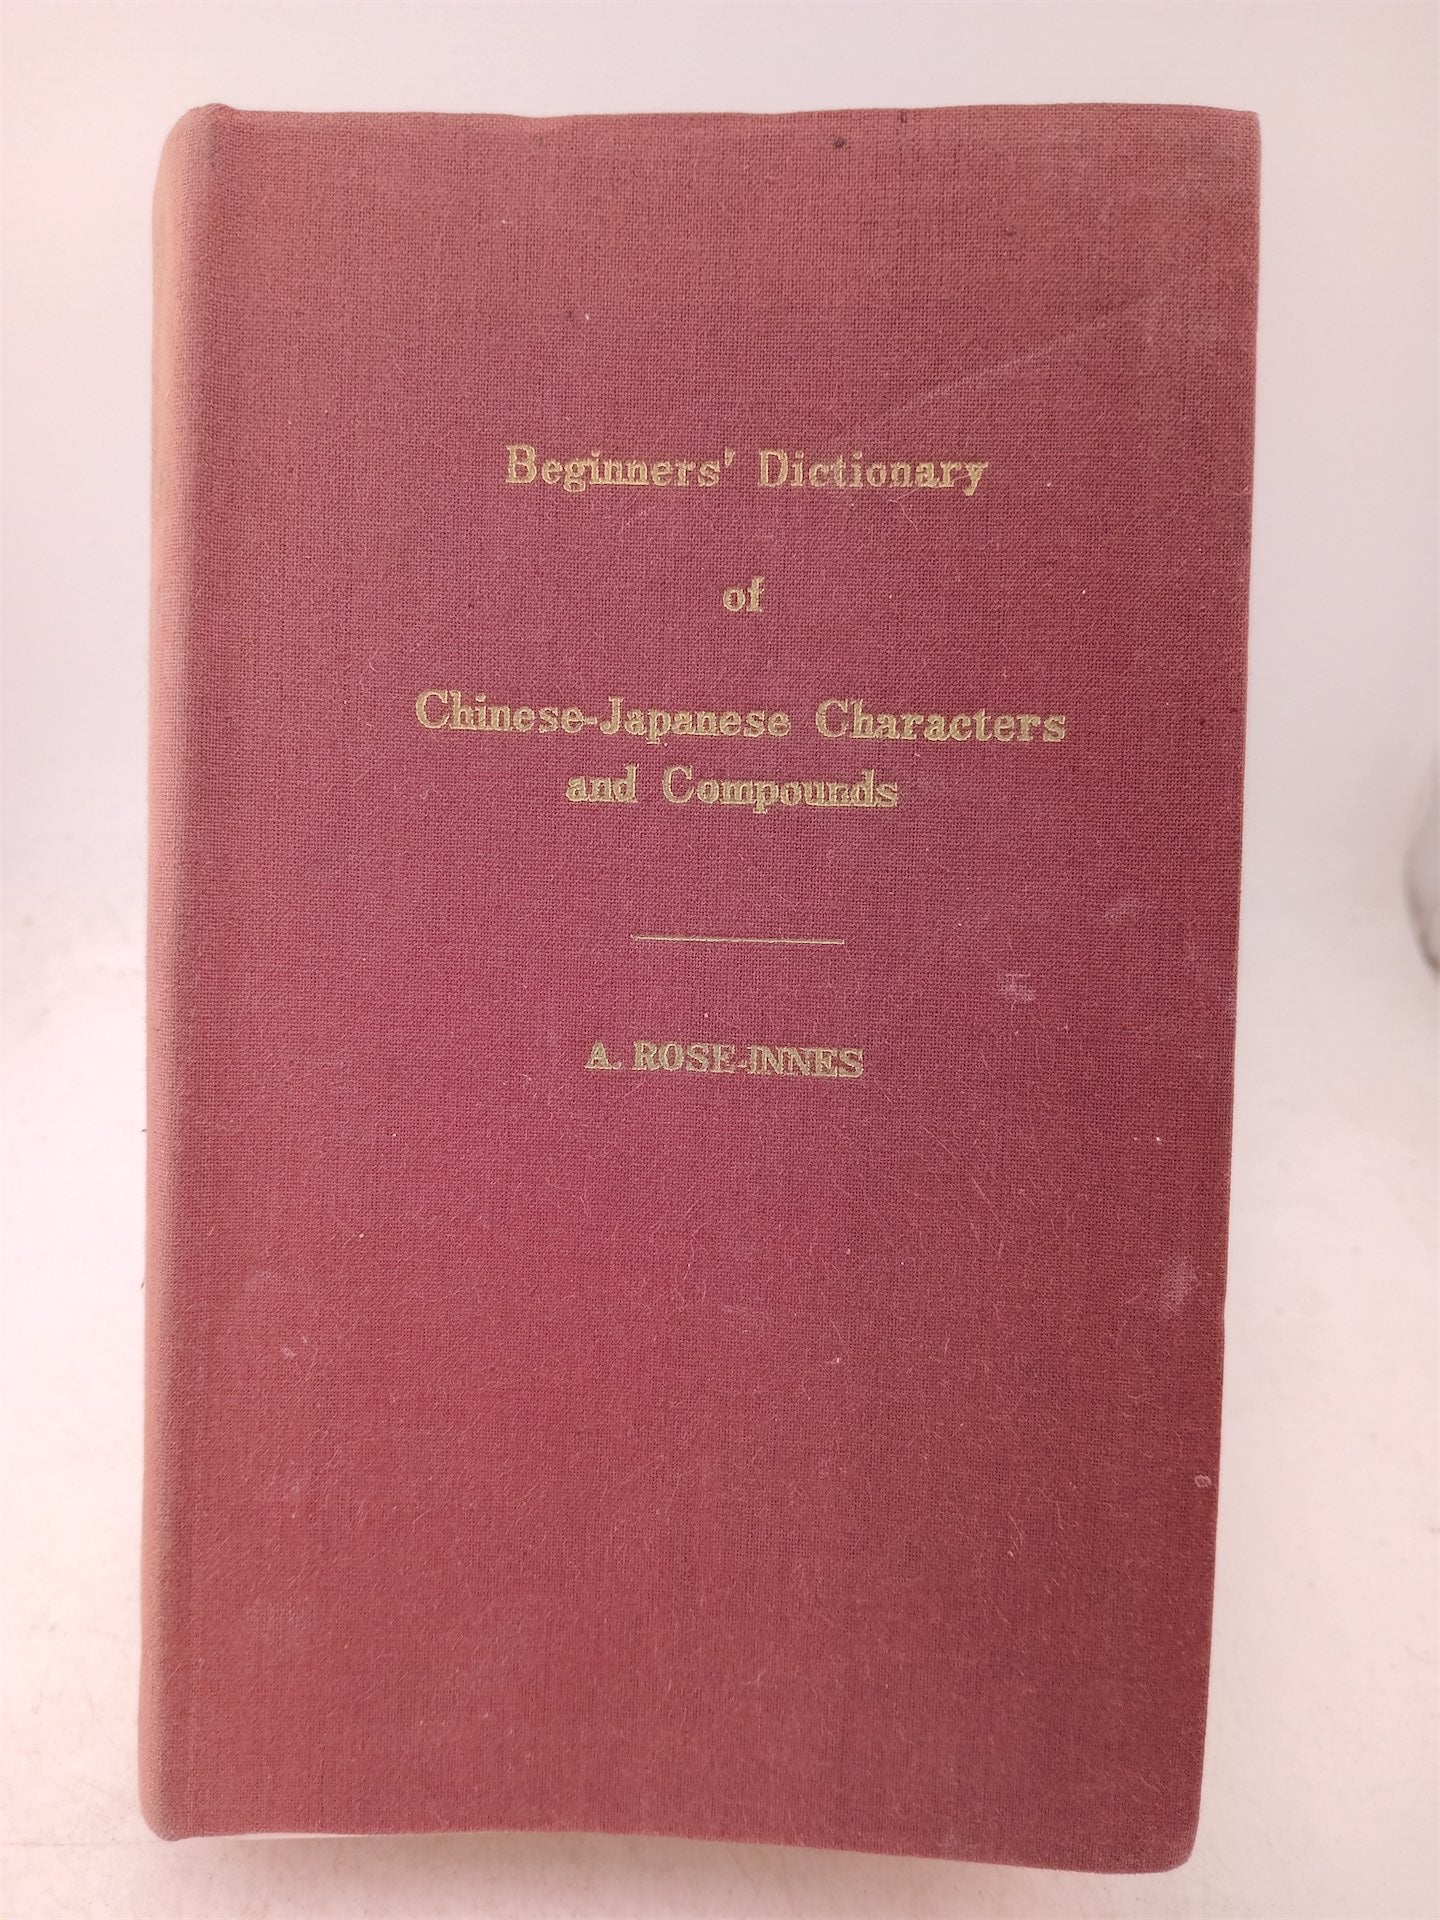 Beginners' Dictionary
of
Chinese-Japanese Characters
and Compounds
A. ROSE-INNES